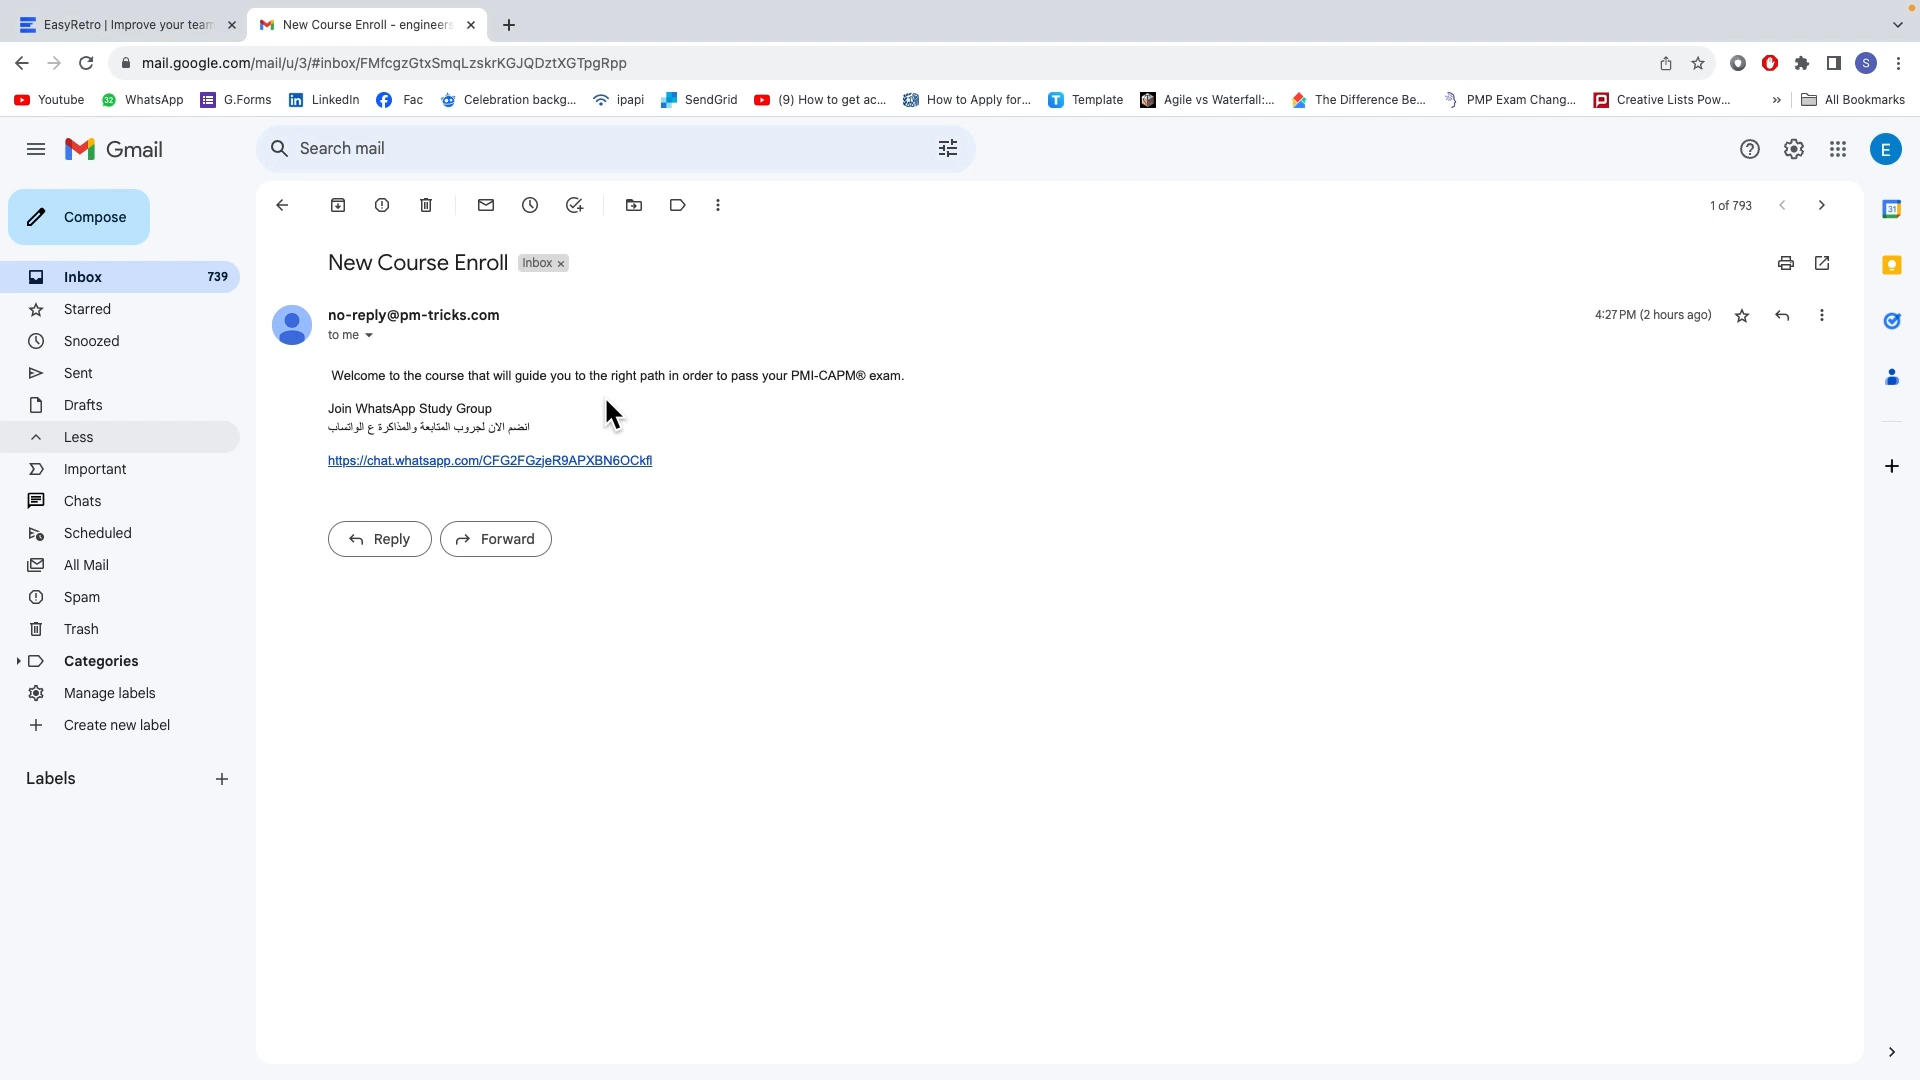 EasyRetro | Improve your team
New Course Enroll - engineers
mail.google.com/mail/u/3/#inbox/FMfcgzGtxSmqLzskrKGJQDztXGTpgRpp
S
Youtube
32
WhatsApp
G.Forms
LinkedIn
Fac
Celebration backg...
ipapi
SendGrid
(9) How to get ac...
How to Apply for...
Template
Agile vs Waterfall:...
The Difference Be...
PMP Exam Chang...
Creative Lists Pow...
All Bookmarks
Gmail
Search mail
E
Compose
1 of 793
31
Inbox 739
Starred
Snoozed
Sent
Drafts
Less
Important
Chats
Scheduled
All Mail
Spam
Trash
Categories
Manage labels
Create new label
Labels
New Course Enroll Inbox x
no-reply@pm-tricks.com
4:27 PM (2 hours ago)
to me
Welcome to the course that will guide you to the right path in order to pass your PMI-CAPM® exam.
Join WhatsApp Study Group
انضم الان لجروب المتابعة والمذاكرة ع الواتساب
https://chat.whatsapp.com/CFG2FGzjeR9APXBN6OCkfl
Reply
Forward